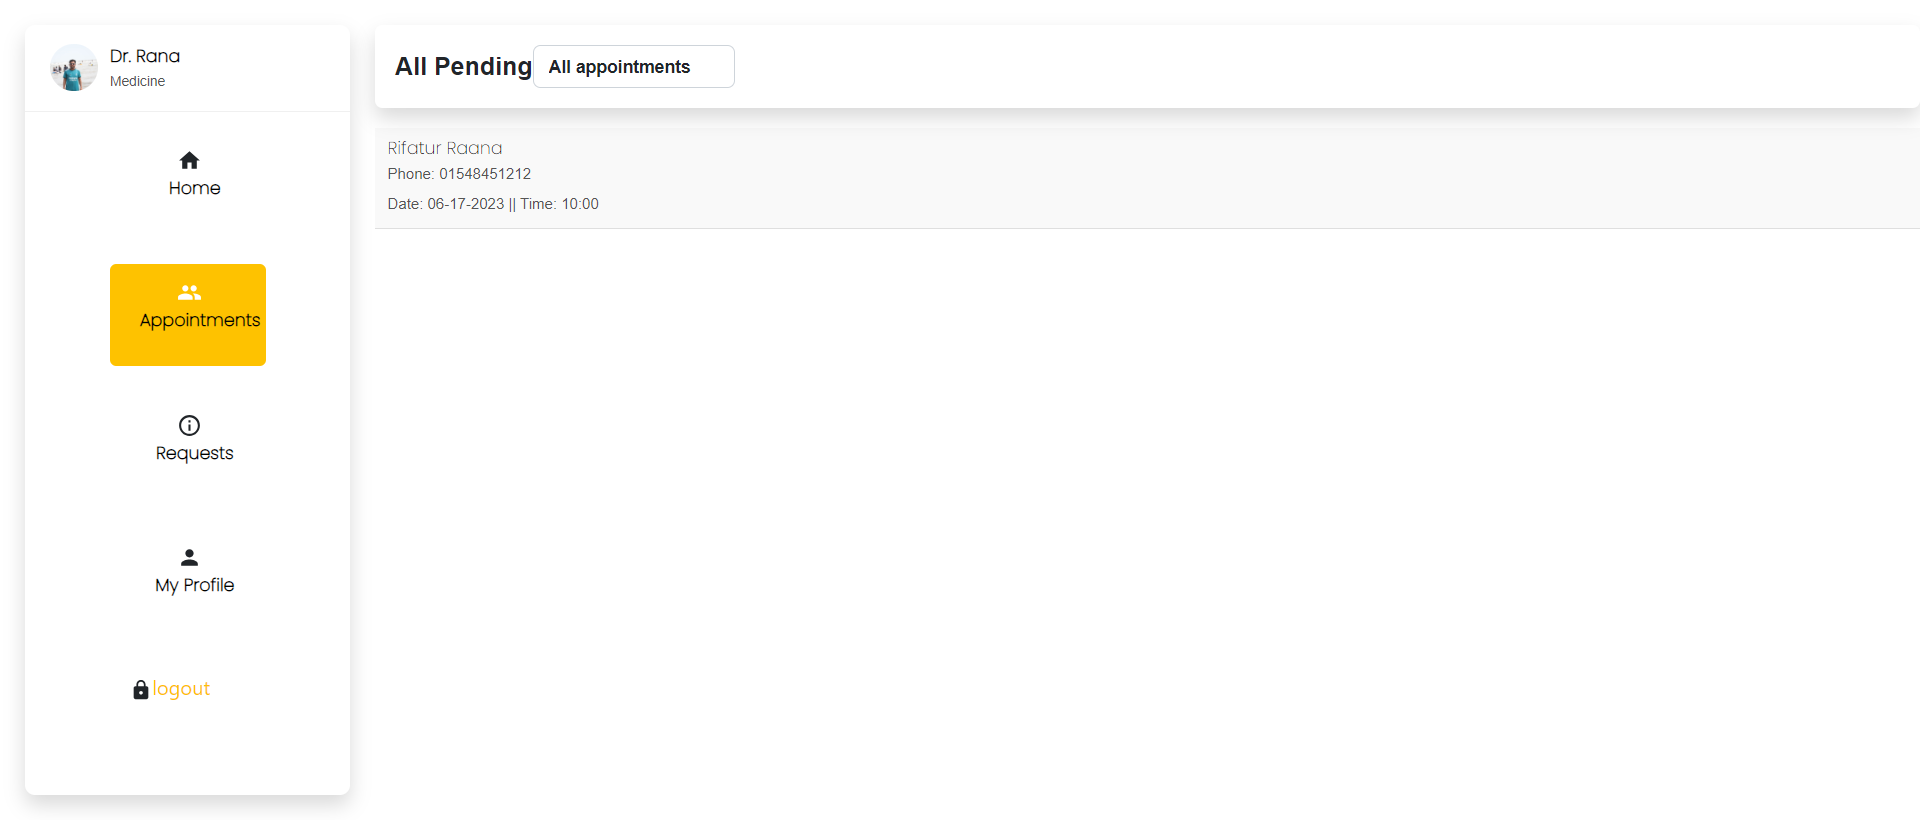 Dr. Rana
Medicine
Home
Appointments
Requests
My Profile
logout
All Pending
All appointments
Rifatur Raana
Phone: 01548451212
Date: 06-17-2023 || Time: 10:00